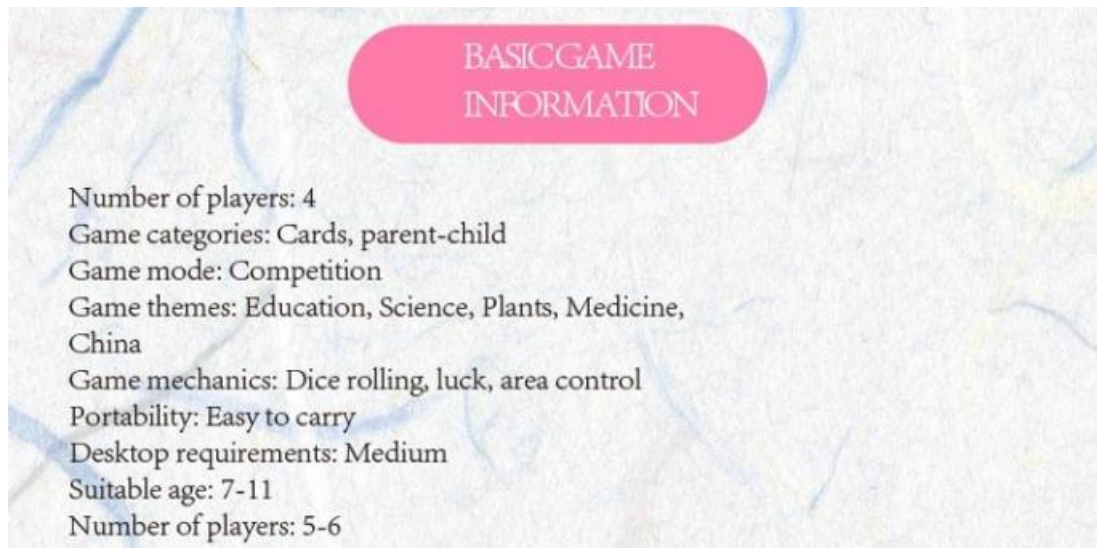 BASIC GAME
INFORMATION
Number of players: 4
Game categories: Cards, parent-child
Game mode: Competition
Game themes: Education, Science, Plants, Medicine,
China
Game mechanics: Dice rolling, luck, area control
Portability: Easy to carry
Desktop requirements: Medium
Suitable age: 7-11
Number of players: 5-6